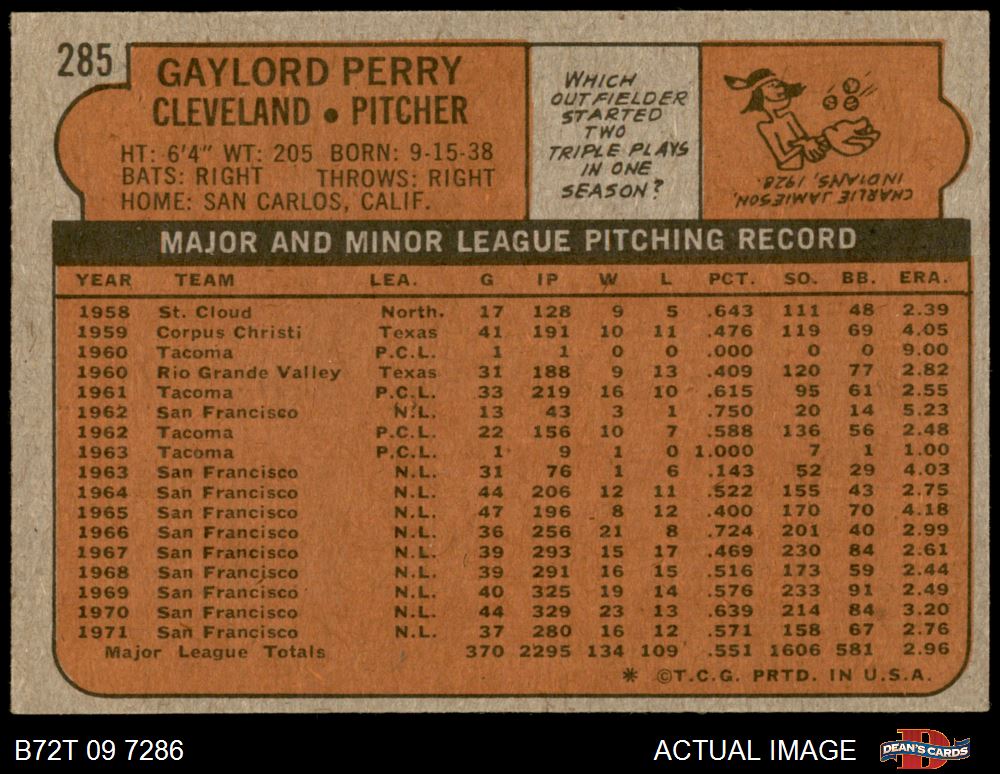 285
GAYLORD PERRY
CLEVELAND • PITCHER
HT: 6'4" WT: 205 BORN: 9-15-38
BATS: RIGHT THROWS: RIGHT
HOME: SAN CARLOS, CALIF.
WHICH
OUTFIELDER
STARTED
TWO
TRIPLE PLAYS
IN ONE
SEASON?
CHARLIE JAMIESON,
INDIANS, 1928.
MAJOR AND MINOR LEAGUE PITCHING RECORD
YEAR TEAM LEA. G IP W L PCT. SO. BB. ERA.
1958 St. Cloud North. 17 128 9 5 .643 111 48 2.39
1959 Corpus Christi Texas 41 191 10 11 .476 119 69 4.05
1960 Tacoma P.C.L. 1 1 0 0 .000 0 0 9.00
1960 Rio Grande Valley Texas 31 188 9 13 .409 120 77 2.82
1961 Tacoma P.C.L. 33 219 16 10 .615 95 61 2.55
1962 San Francisco N.L. 13 43 3 1 .750 20 14 5.23
1962 Tacoma P.C.L. 22 156 10 7 .588 136 56 2.48
1963 Tacoma P.C.L. 1 9 1 0 1.000 7 1 1.00
1963 San Francisco N.L. 31 76 1 6 .143 52 29 4.03
1964 San Francisco N.L. 44 206 12 11 .522 155 43 2.75
1965 San Francisco N.L. 47 196 8 12 .400 170 70 4.18
1966 San Francisco N.L. 36 256 21 8 .724 201 40 2.99
1967 San Francisco N.L. 39 293 15 17 .469 230 84 2.61
1968 San Francisco N.L. 39 291 16 15 .516 173 59 2.44
1969 San Francisco N.L. 40 325 19 14 .576 233 91 2.49
1970 San Francisco N.L. 44 329 23 13 .639 214 84 3.20
1971 San Francisco N.L. 37 280 16 12 .571 158 67 2.76
Major League Totals 370 2295 134 109 .551 1606 581 2.96
* ©T.C.G. PRTD. IN U.S.A.
B72T 09 7286
ACTUAL IMAGE
DEAN'S CARDS